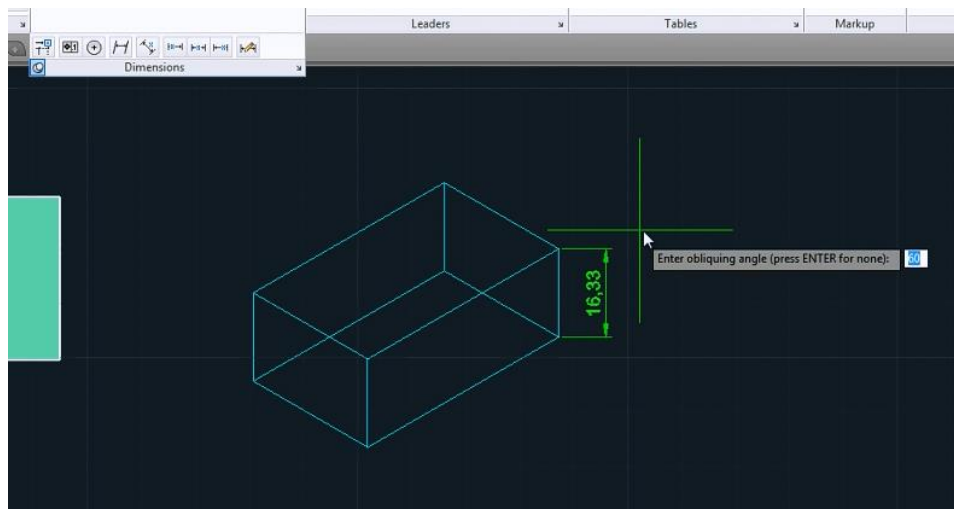 Leaders
Tables
Markup
Dimensions
Enter obliquing angle (press ENTER for none): 60
16,33